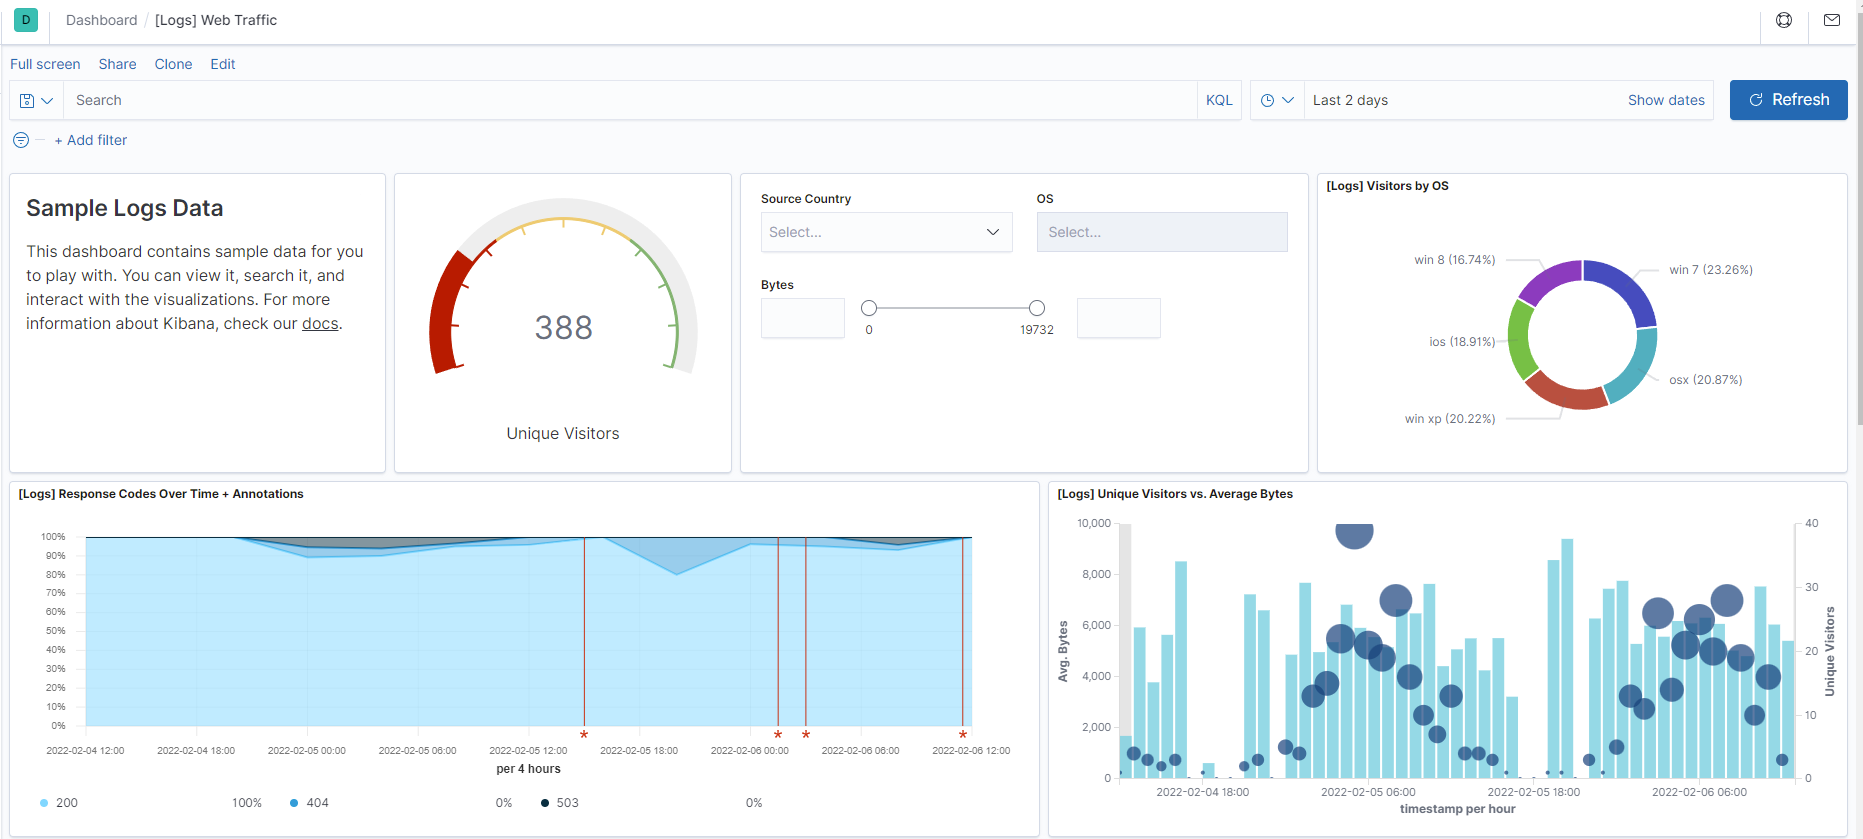 D
Dashboard / [Logs] Web Traffic
Full screen Share Clone Edit
Search KQL Last 2 days Show dates Refresh
+ Add filter
Sample Logs Data
This dashboard contains sample data for you
to play with. You can view it, search it, and
interact with the visualizations. For more
information about Kibana, check our docs.
388
Unique Visitors
Source Country OS
Select... Select...
Bytes
0 19732
[Logs] Visitors by OS
win 8 (16.74%) win 7 (23.26%)
ios (18.91%)
osx (20.87%)
win xp (20.22%)
[Logs] Response Codes Over Time + Annotations
100%
90%
80%
70%
60%
50%
40%
30%
20%
10%
0%
2022-02-04 12:00 2022-02-04 18:00 2022-02-05 00:00 2022-02-05 06:00 2022-02-05 12:00 2022-02-05 18:00 2022-02-06 00:00 2022-02-06 06:00 2022-02-06 12:00
per 4 hours
200 100% 404 0% 503 0%
[Logs] Unique Visitors vs. Average Bytes
10,000 40
8,000 30
6,000
Avg. Bytes Unique Visitors
20
4,000
2,000 10
0 0
2022-02-04 18:00 2022-02-05 06:00 2022-02-05 18:00 2022-02-06 06:00
timestamp per hour